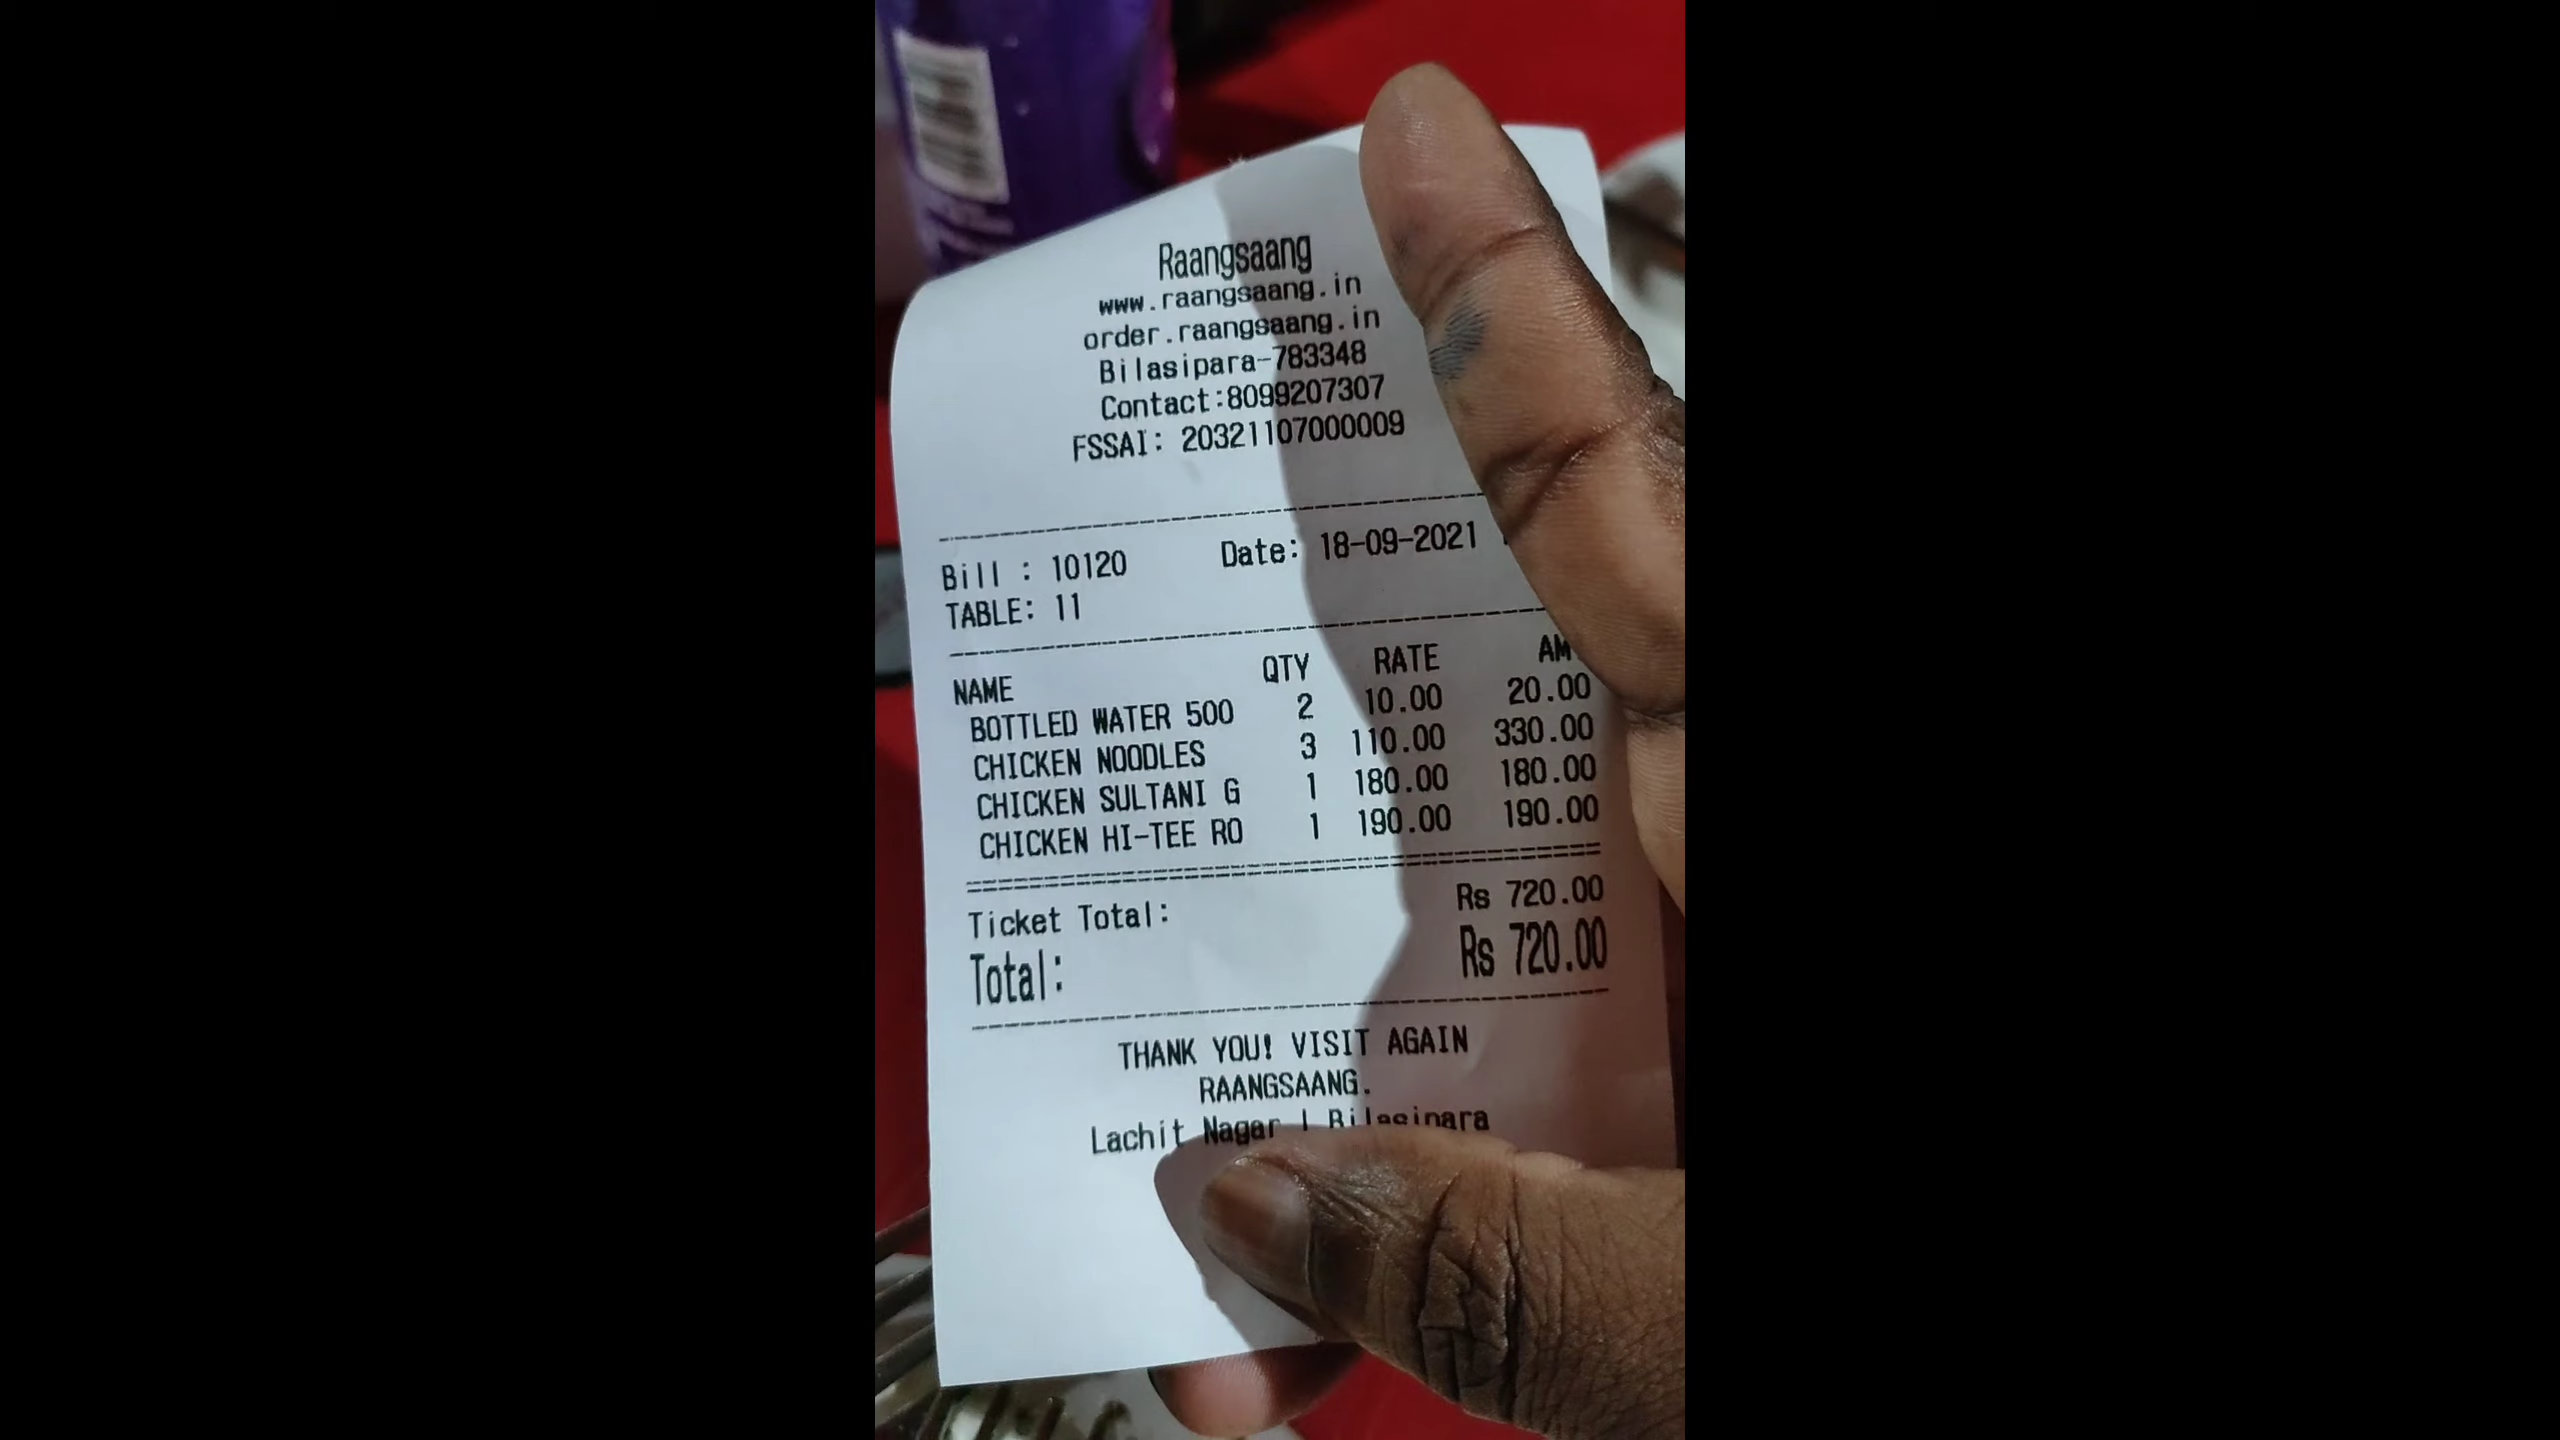 Raangsaang
www.raangsaang.in
order.raangsaang.in
Bilasipara-783348
Contact:8099207307
FSSAI: 20321107000009
Bill : 10120 Date: 18-09-2021
TABLE: 11
NAME QTY RATE AM
BOTTLED WATER 500 2 10.00 20.00
CHICKEN NOODLES 3 110.00 330.00
CHICKEN SULTANI G 1 180.00 180.00
CHICKEN HI-TEE RO 1 190.00 190.00
Ticket Total: Rs 720.00
Total: Rs 720.00
THANK YOU! VISIT AGAIN
RAANGSAANG.
Lachit Nagar | Bilasipara